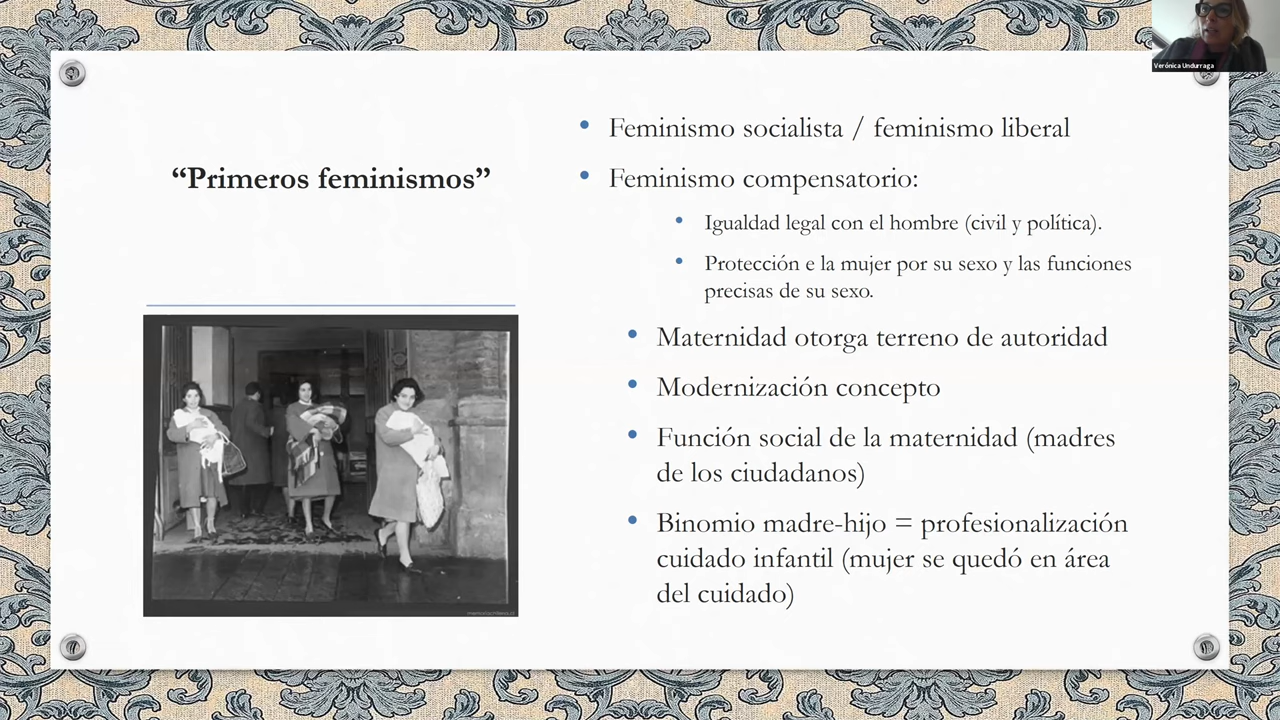 Verónica Undurraga
“Primeros feminismos”
• Feminismo socialista / feminismo liberal
• Feminismo compensatorio:
• Igualdad legal con el hombre (civil y política).
• Protección e la mujer por su sexo y las funciones
precisas de su sexo.
• Maternidad otorga terreno de autoridad
• Modernización concepto
• Función social de la maternidad (madres
de los ciudadanos)
• Binomio madre-hijo = profesionalización
cuidado infantil (mujer se quedó en área
del cuidado)